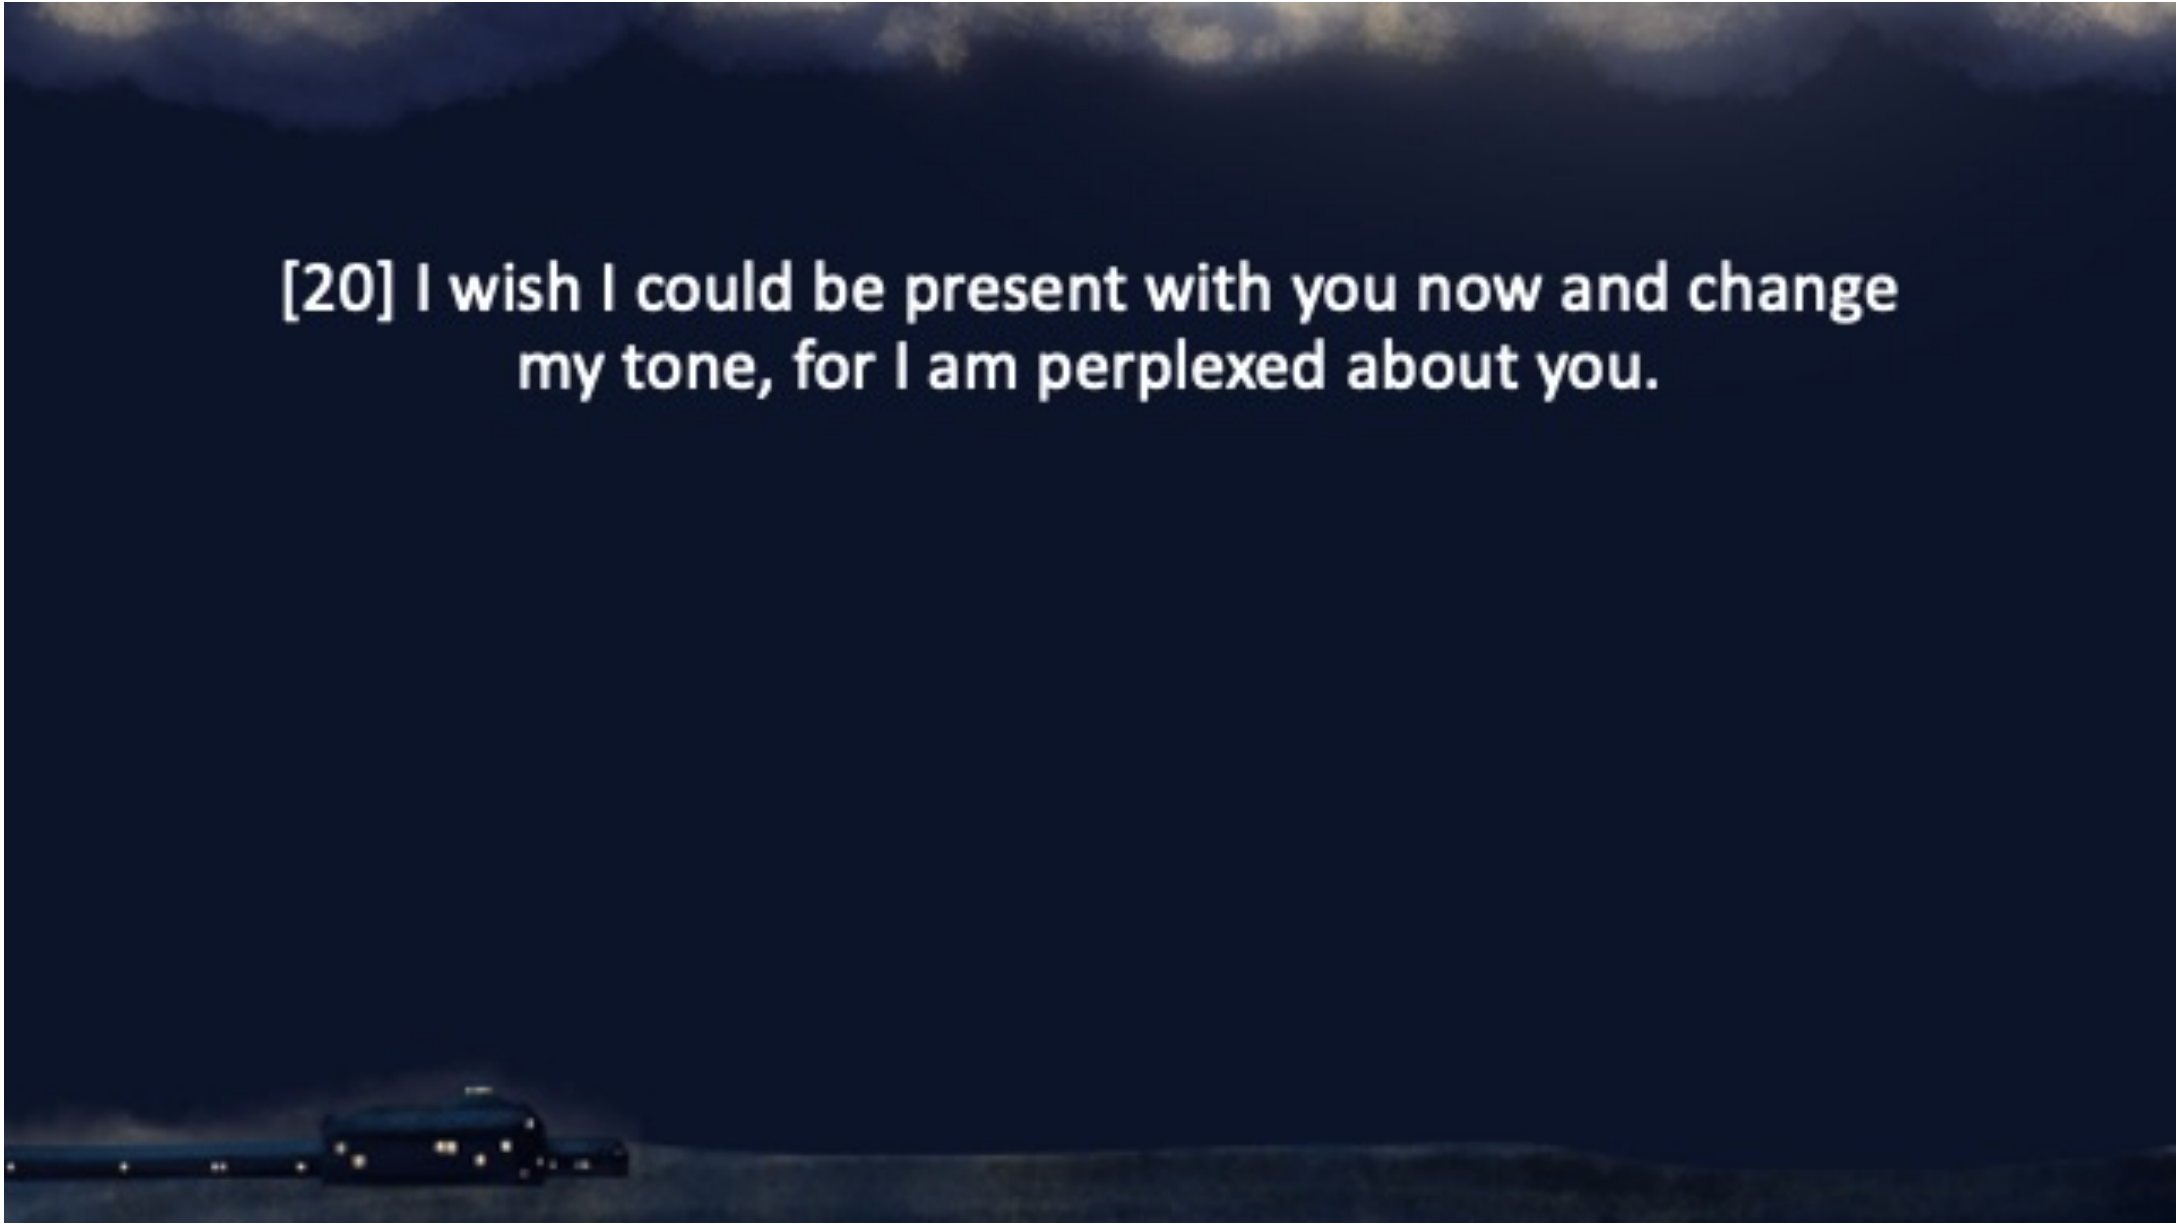 [20] I wish I could be present with you now and change
my tone, for I am perplexed about you.